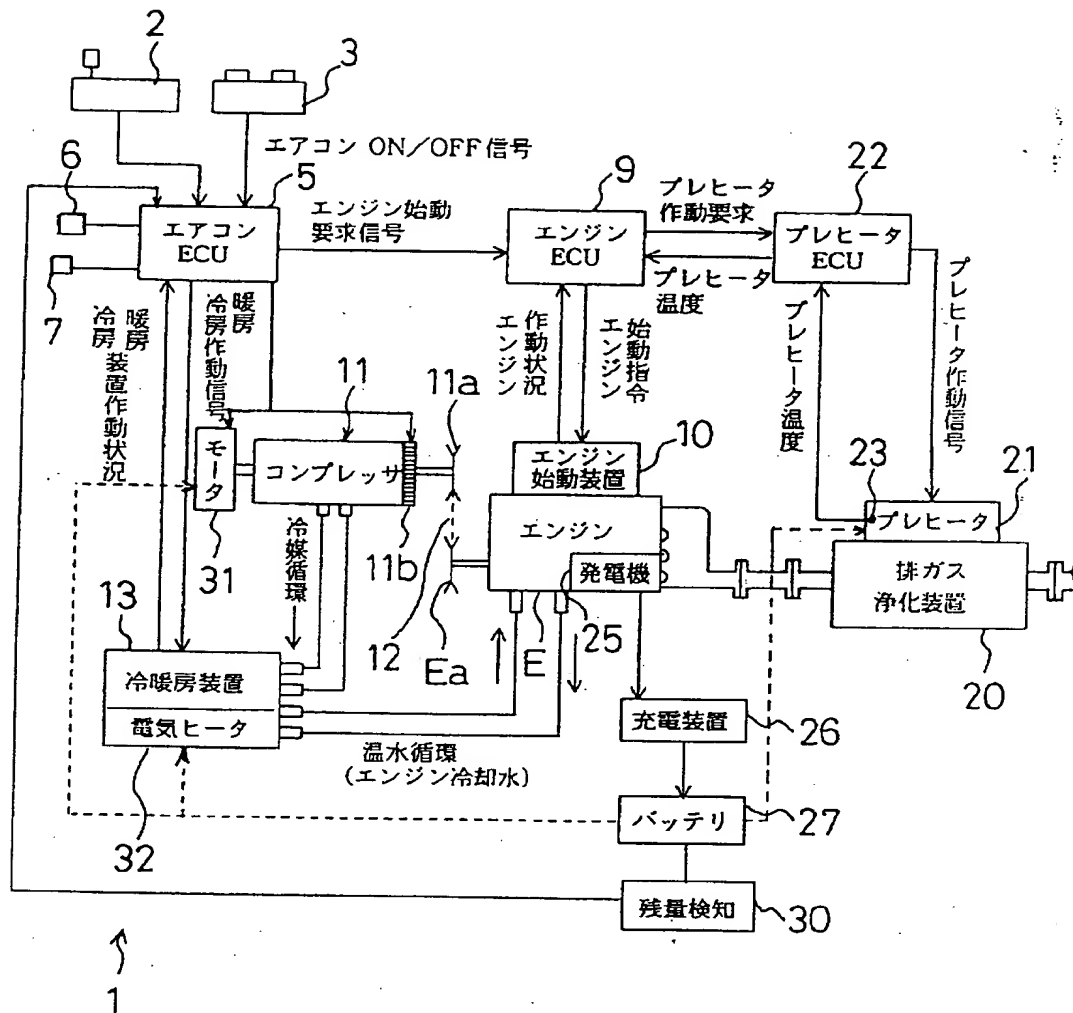 2
3
エアコン ON／OFF信号
6
5
9
22
7
エアコン
ECU
エンジン始動
要求信号
エンジン
ECU
プレヒータ
作動要求
プレヒータ
温度
プレヒータ
ECU
暖房
冷房装置作動状況
暖房
冷房作動信号
作動状況
エンジン
始動指令
エンジン
プレヒータ温度
プレヒータ作動信号
11
11a
10
23
21
モータ
コンプレッサ
エンジン
始動装置
プレヒータ
31
冷媒循環
11b
エンジン
発電機
排ガス
浄化装置
13
12
Ea
E
25
20
冷暖房装置
電気ヒータ
充電装置
26
温水循環
(エンジン冷却水)
32
バッテリ
27
残量検知
30
1